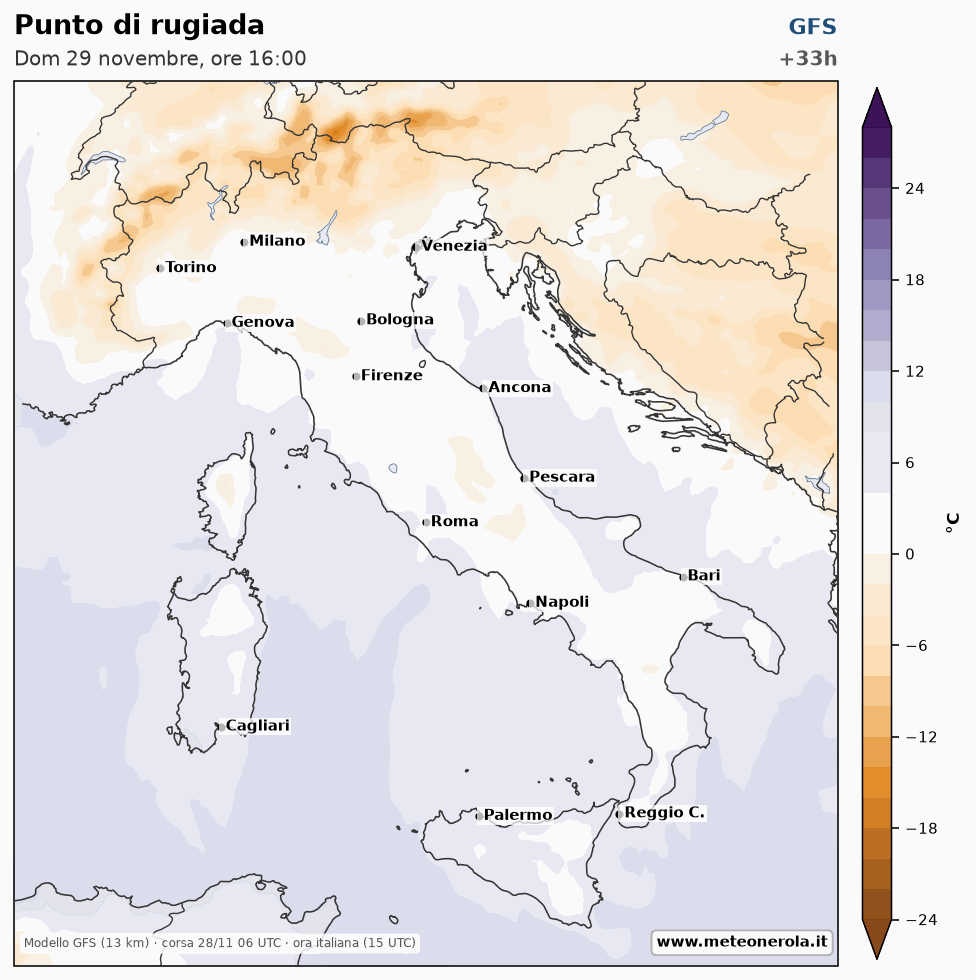 Punto di rugiada
GFS
Dom 29 novembre, ore 16:00
+33h
24
18
12
6
0
−6
−12
−18
−24
°C
Milano
Venezia
Torino
Genova
Bologna
Firenze
Ancona
Pescara
Roma
Bari
Napoli
Cagliari
Palermo
Reggio C.
Modello GFS (13 km) · corsa 28/11 06 UTC · ora italiana (15 UTC)
www.meteonerola.it